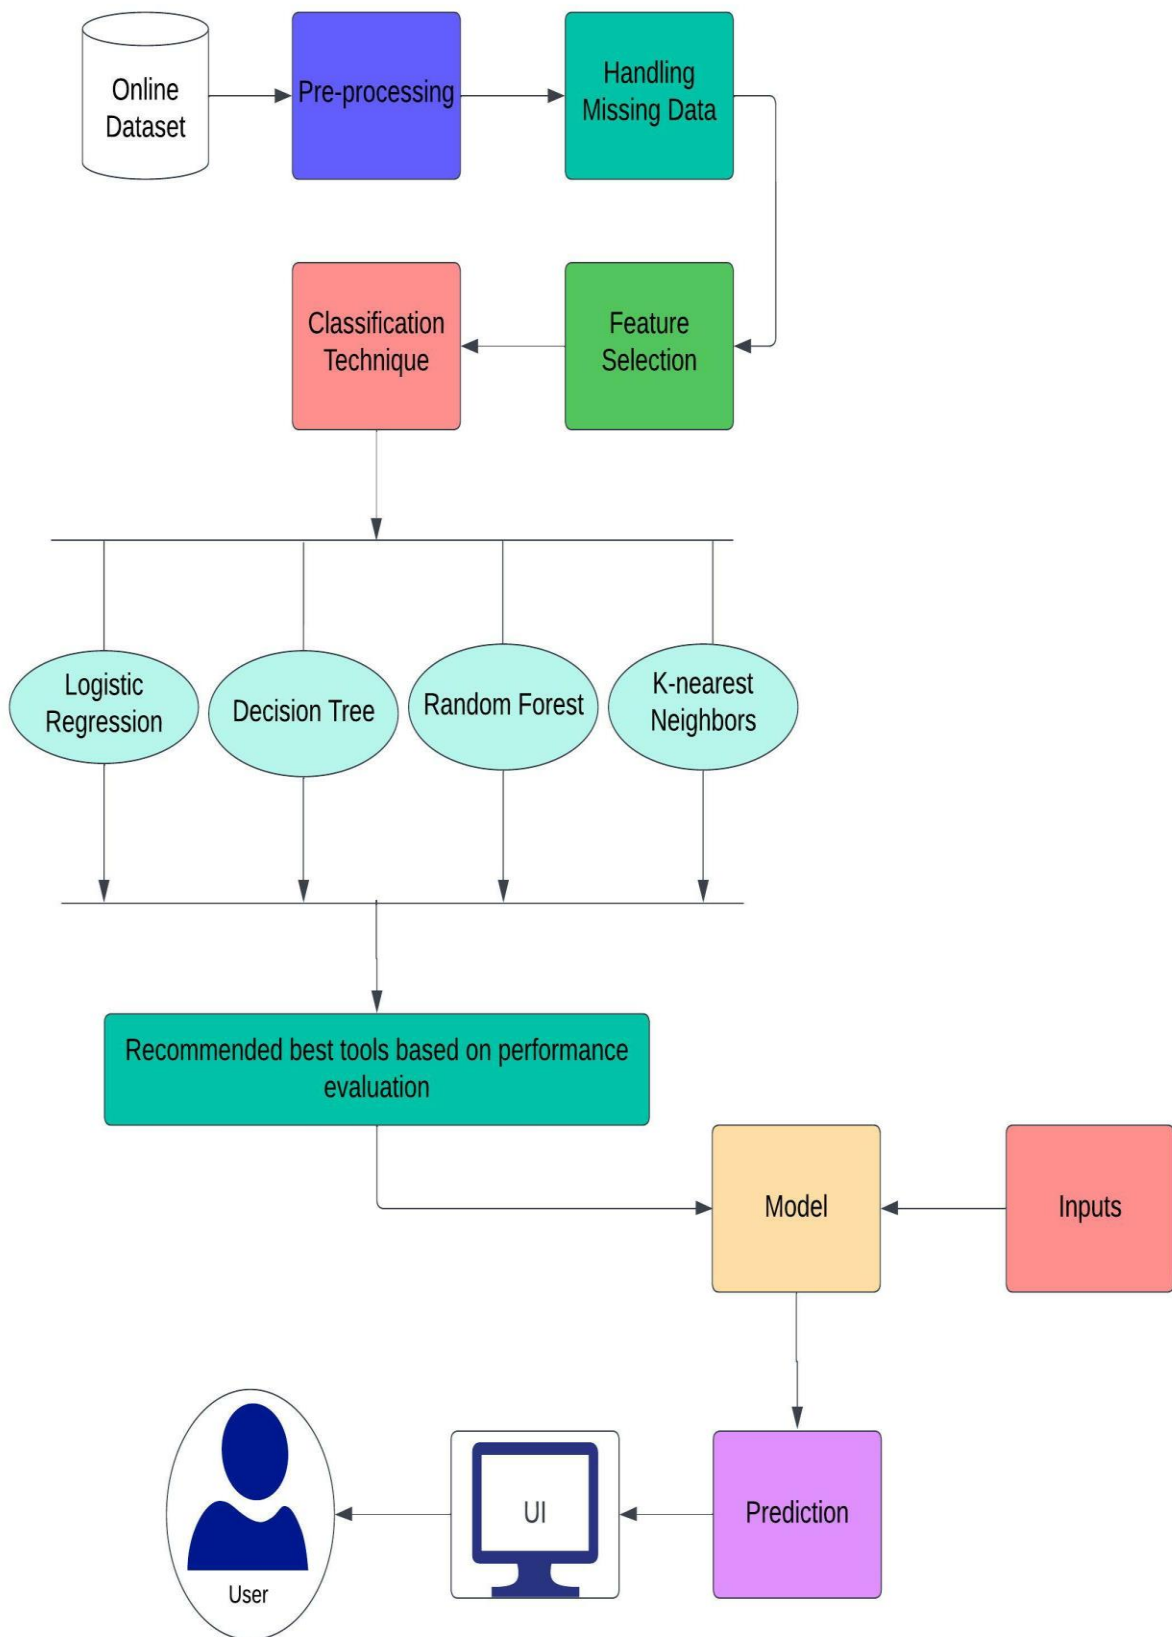 Online
Dataset
Pre-processing
Handling
Missing Data
Classification
Technique
Feature
Selection
Logistic
Regression
Decision Tree
Random Forest
K-nearest
Neighbors
Recommended best tools based on performance
evaluation
Model
Inputs
User
UI
Prediction